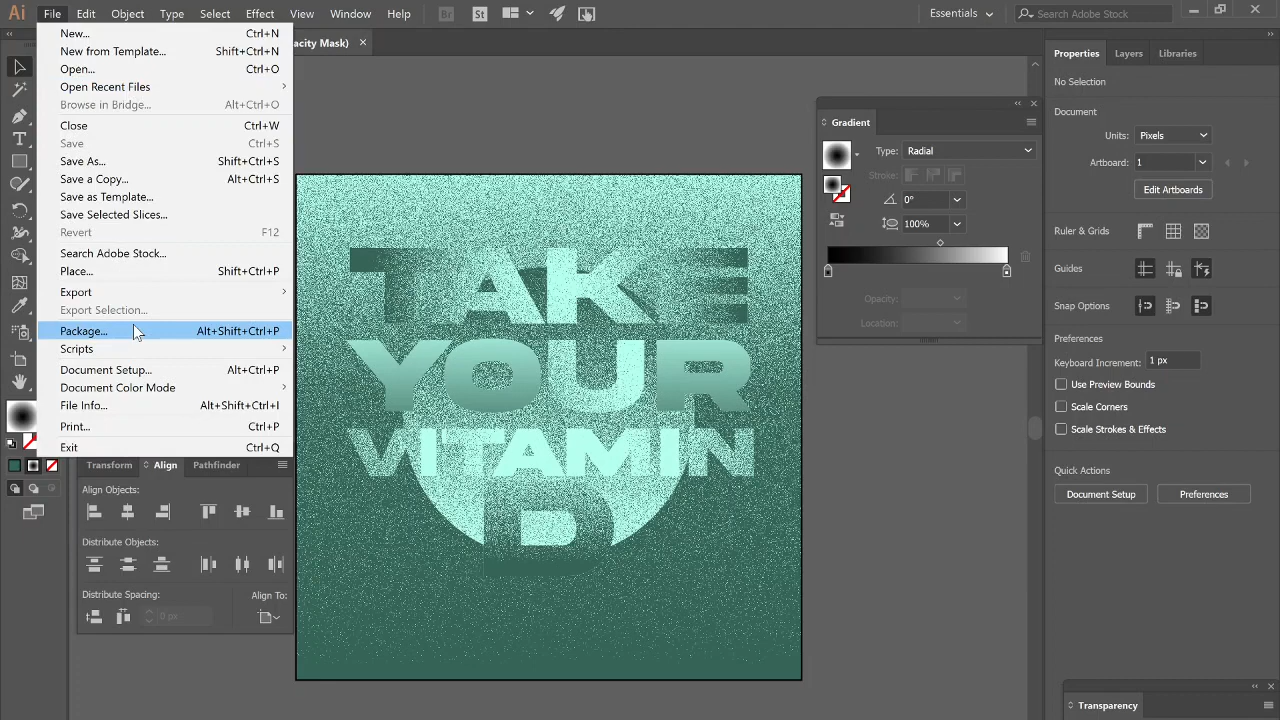 Ai File Edit Object Type Select Effect View Window Help Br St Essentials Search Adobe Stock
acity Mask)
New... Ctrl+N
New from Template... Shift+Ctrl+N
Open... Ctrl+O
Open Recent Files
Browse in Bridge... Alt+Ctrl+O
Close Ctrl+W
Save Ctrl+S
Save As... Shift+Ctrl+S
Save a Copy... Alt+Ctrl+S
Save as Template...
Save Selected Slices...
Revert F12
Search Adobe Stock...
Place... Shift+Ctrl+P
Export
Export Selection...
Package... Alt+Shift+Ctrl+P
Scripts
Document Setup... Alt+Ctrl+P
Document Color Mode
File Info... Alt+Shift+Ctrl+I
Print... Ctrl+P
Exit Ctrl+Q
Transform Align Pathfinder
Align Objects:
Distribute Objects:
Distribute Spacing: Align To:
0 px
TAKE
YOUR
VITAMIN
D
Gradient
Type: Radial
Stroke:
0°
100%
Opacity:
Location:
Properties Layers Libraries
No Selection
Document
Units: Pixels
Artboard: 1
Edit Artboards
Ruler & Grids
Guides
Snap Options
Preferences
Keyboard Increment: 1 px
Use Preview Bounds
Scale Corners
Scale Strokes & Effects
Quick Actions
Document Setup Preferences
Transparency